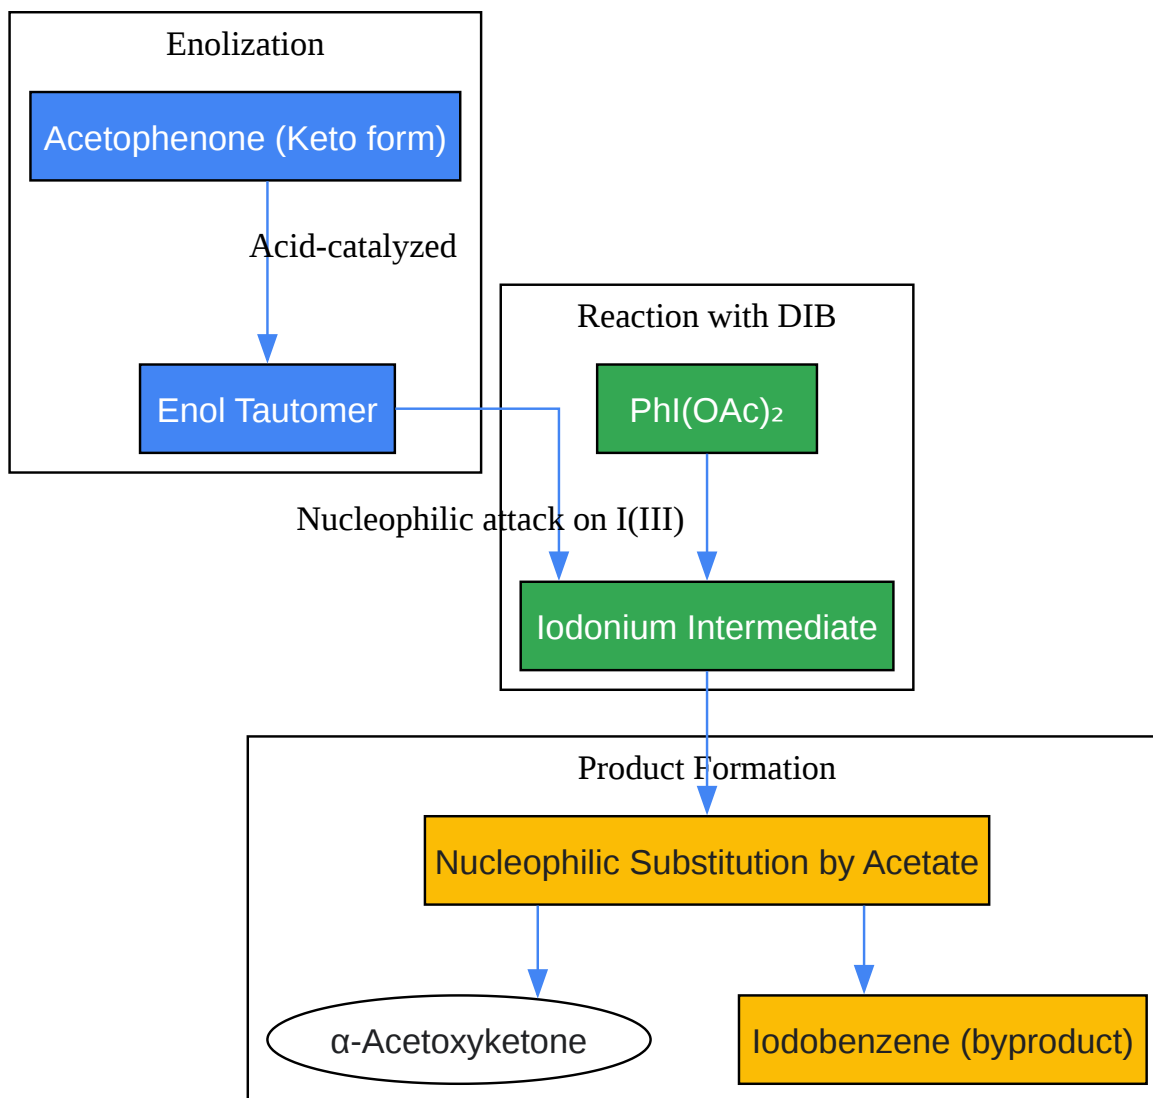 Enolization
Acetophenone (Keto form)
Acid-catalyzed
Enol Tautomer
Reaction with DIB
PhI(OAc)₂
Nucleophilic attack on I(III)
Iodonium Intermediate
Product Formation
Nucleophilic Substitution by Acetate
α-Acetoxyketone
Iodobenzene (byproduct)